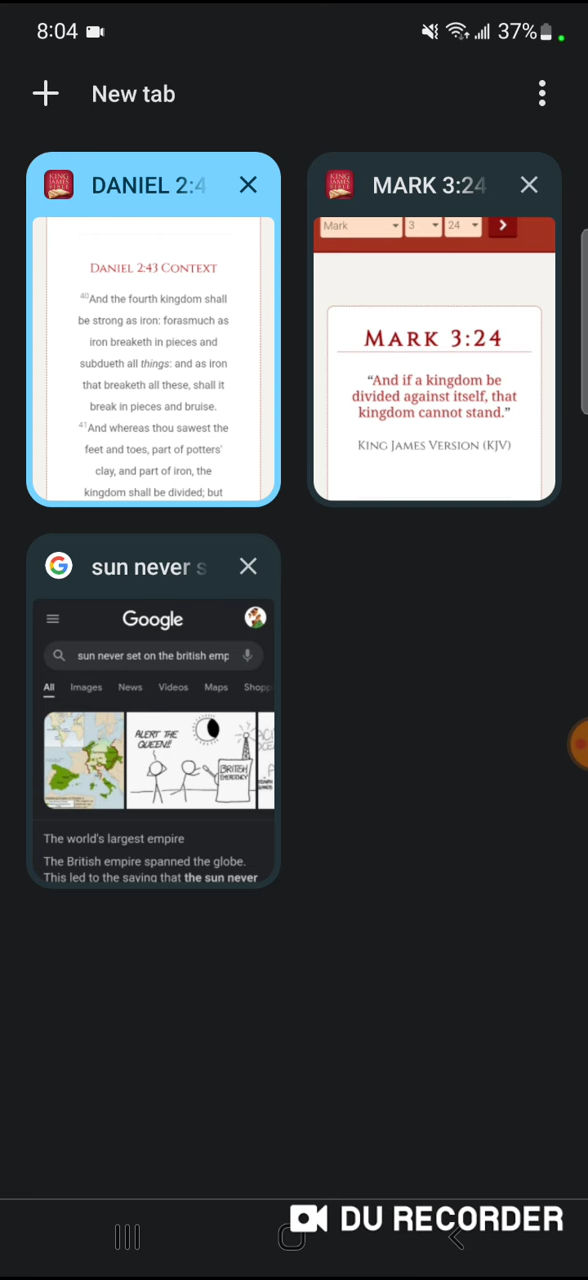 8:04
37%
New tab
DANIEL 2:4
MARK 3:24
DANIEL 2:43 CONTEXT
40And the fourth kingdom shall
be strong as iron: forasmuch as
iron breaketh in pieces and
subdueth all things: and as iron
that breaketh all these, shall it
break in pieces and bruise.
41And whereas thou sawest the
feet and toes, part of potters'
clay, and part of iron, the
kingdom shall be divided; but
Mark
3
24
MARK 3:24
“And if a kingdom be
divided against itself, that
kingdom cannot stand.”
KING JAMES VERSION (KJV)
sun never s
Google
sun never set on the british emp
All Images News Videos Maps Shopp
ALERT THE
QUEEN!!
BRITISH
EMERGENCY
The world's largest empire
The British empire spanned the globe.
This led to the saying that the sun never
DU RECORDER